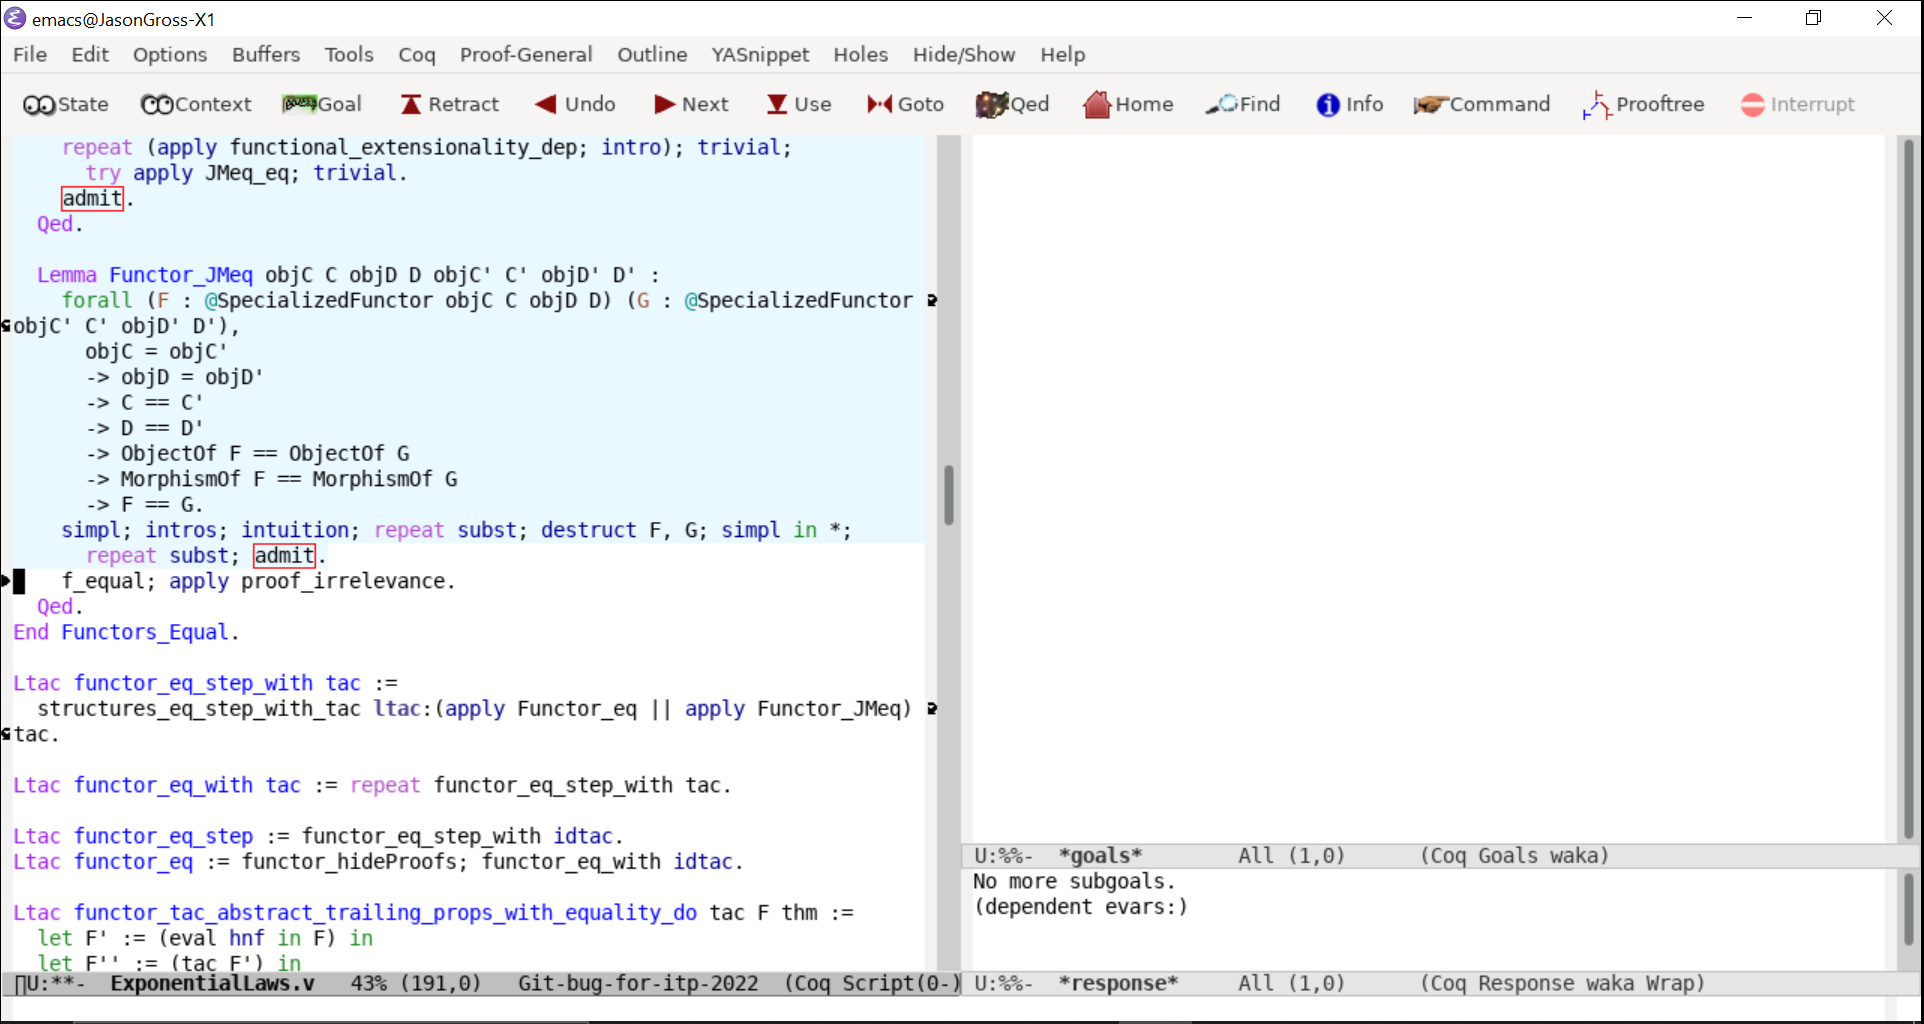 emacs@JasonGross-X1
File Edit Options Buffers Tools Coq Proof-General Outline YASnippet Holes Hide/Show Help
State Context Goal Retract Undo Next Use Goto Qed Home Find Info Command Prooftree Interrupt
repeat (apply functional_extensionality_dep; intro); trivial;
try apply JMeq_eq; trivial.
admit.
Qed.
Lemma Functor_JMeq objC C objD D objC' C' objD' D' :
forall (F : @SpecializedFunctor objC C objD D) (G : @SpecializedFunctor
objC' C' objD' D'),
objC = objC'
-> objD = objD'
-> C == C'
-> D == D'
-> ObjectOf F == ObjectOf G
-> MorphismOf F == MorphismOf G
-> F == G.
simpl; intros; intuition; repeat subst; destruct F, G; simpl in *;
repeat subst; admit.
f_equal; apply proof_irrelevance.
Qed.
End Functors_Equal.
Ltac functor_eq_step_with tac :=
structures_eq_step_with_tac ltac:(apply Functor_eq || apply Functor_JMeq)
tac.
Ltac functor_eq_with tac := repeat functor_eq_step_with tac.
Ltac functor_eq_step := functor_eq_step_with idtac.
Ltac functor_eq := functor_hideProofs; functor_eq_with idtac.
Ltac functor_tac_abstract_trailing_props_with_equality_do tac F thm :=
let F' := (eval hnf in F) in
let F'' := (tac F') in
U:**- ExponentialLaws.v 43% (191,0) Git-bug-for-itp-2022 (Coq Script(0-)
U:%%- *goals* All (1,0) (Coq Goals waka)
No more subgoals.
(dependent evars:)
U:%%- *response* All (1,0) (Coq Response waka Wrap)